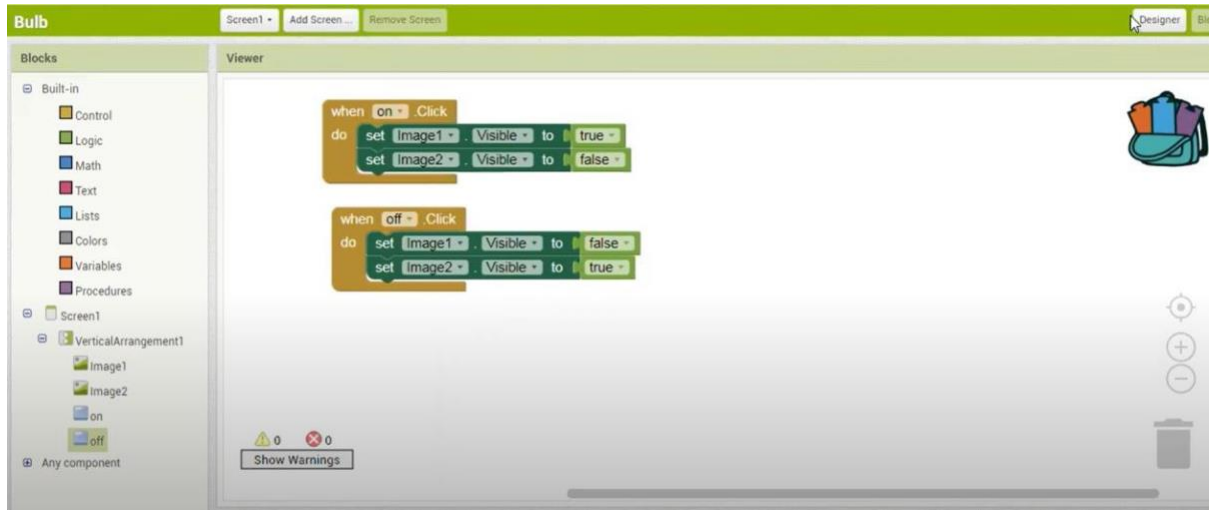 Bulb
Screen1
Add Screen ...
Remove Screen
Designer
Blocks
Viewer
Built-in
Control
Logic
Math
Text
Lists
Colors
Variables
Procedures
Screen1
VerticalArrangement1
Image1
Image2
on
off
Any component
when on .Click
do set Image1 . Visible to true
set Image2 . Visible to false
when off .Click
do set Image1 . Visible to false
set Image2 . Visible to true
0 0
Show Warnings